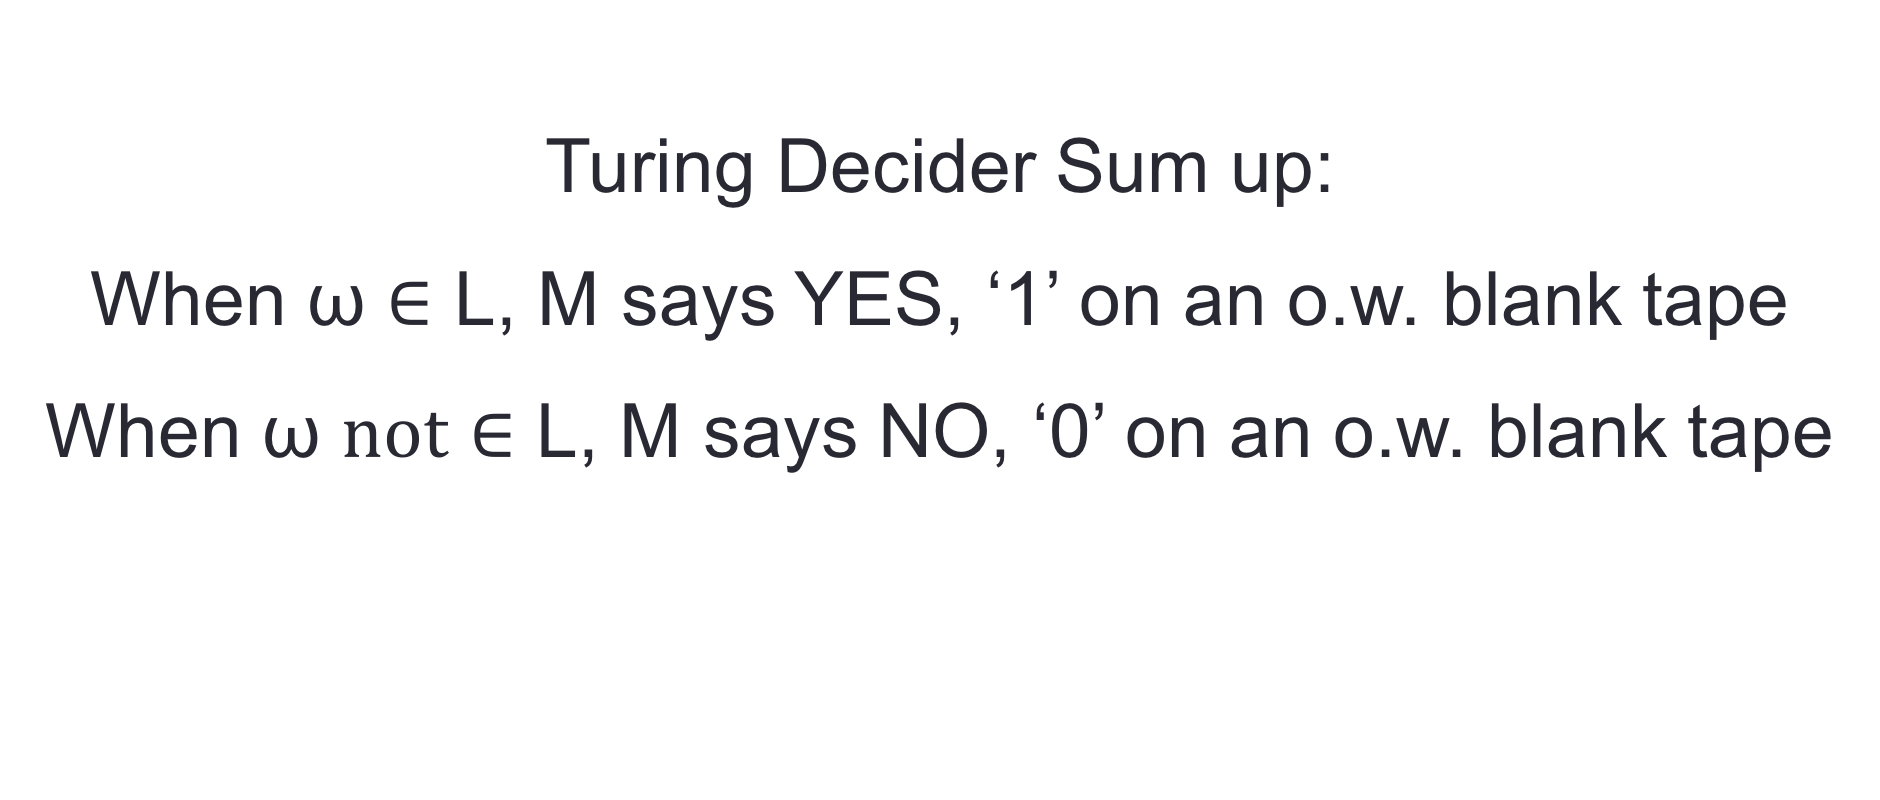 Turing Decider Sum up:
When ω ∈ L, M says YES, ‘1’ on an o.w. blank tape
When ω not ∈ L, M says NO, ‘0’ on an o.w. blank tape